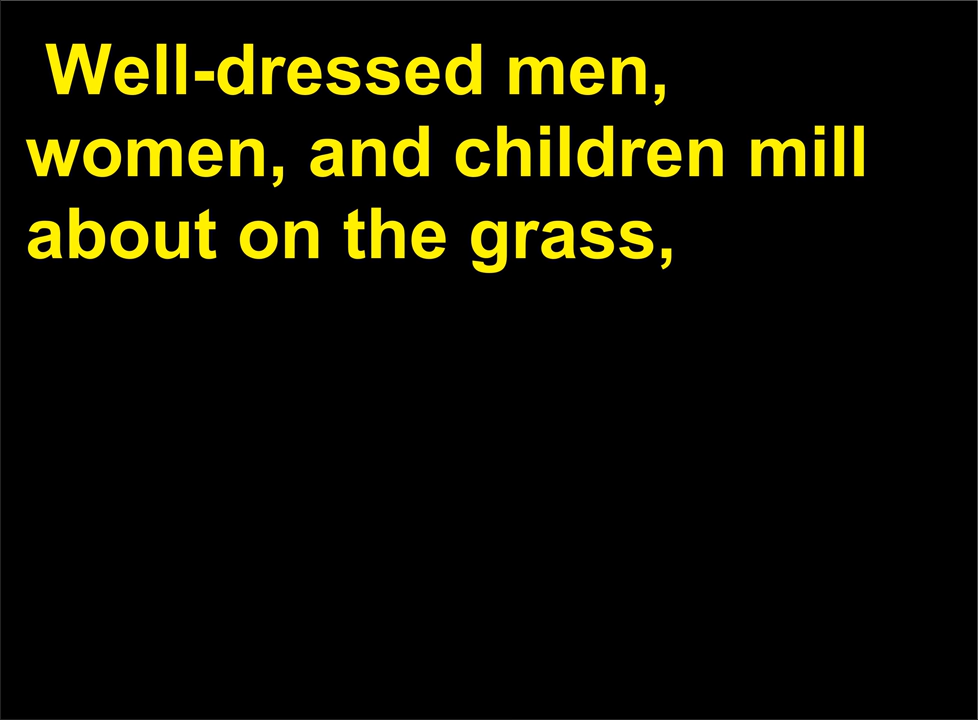 Well-dressed men,
women, and children mill
about on the grass,